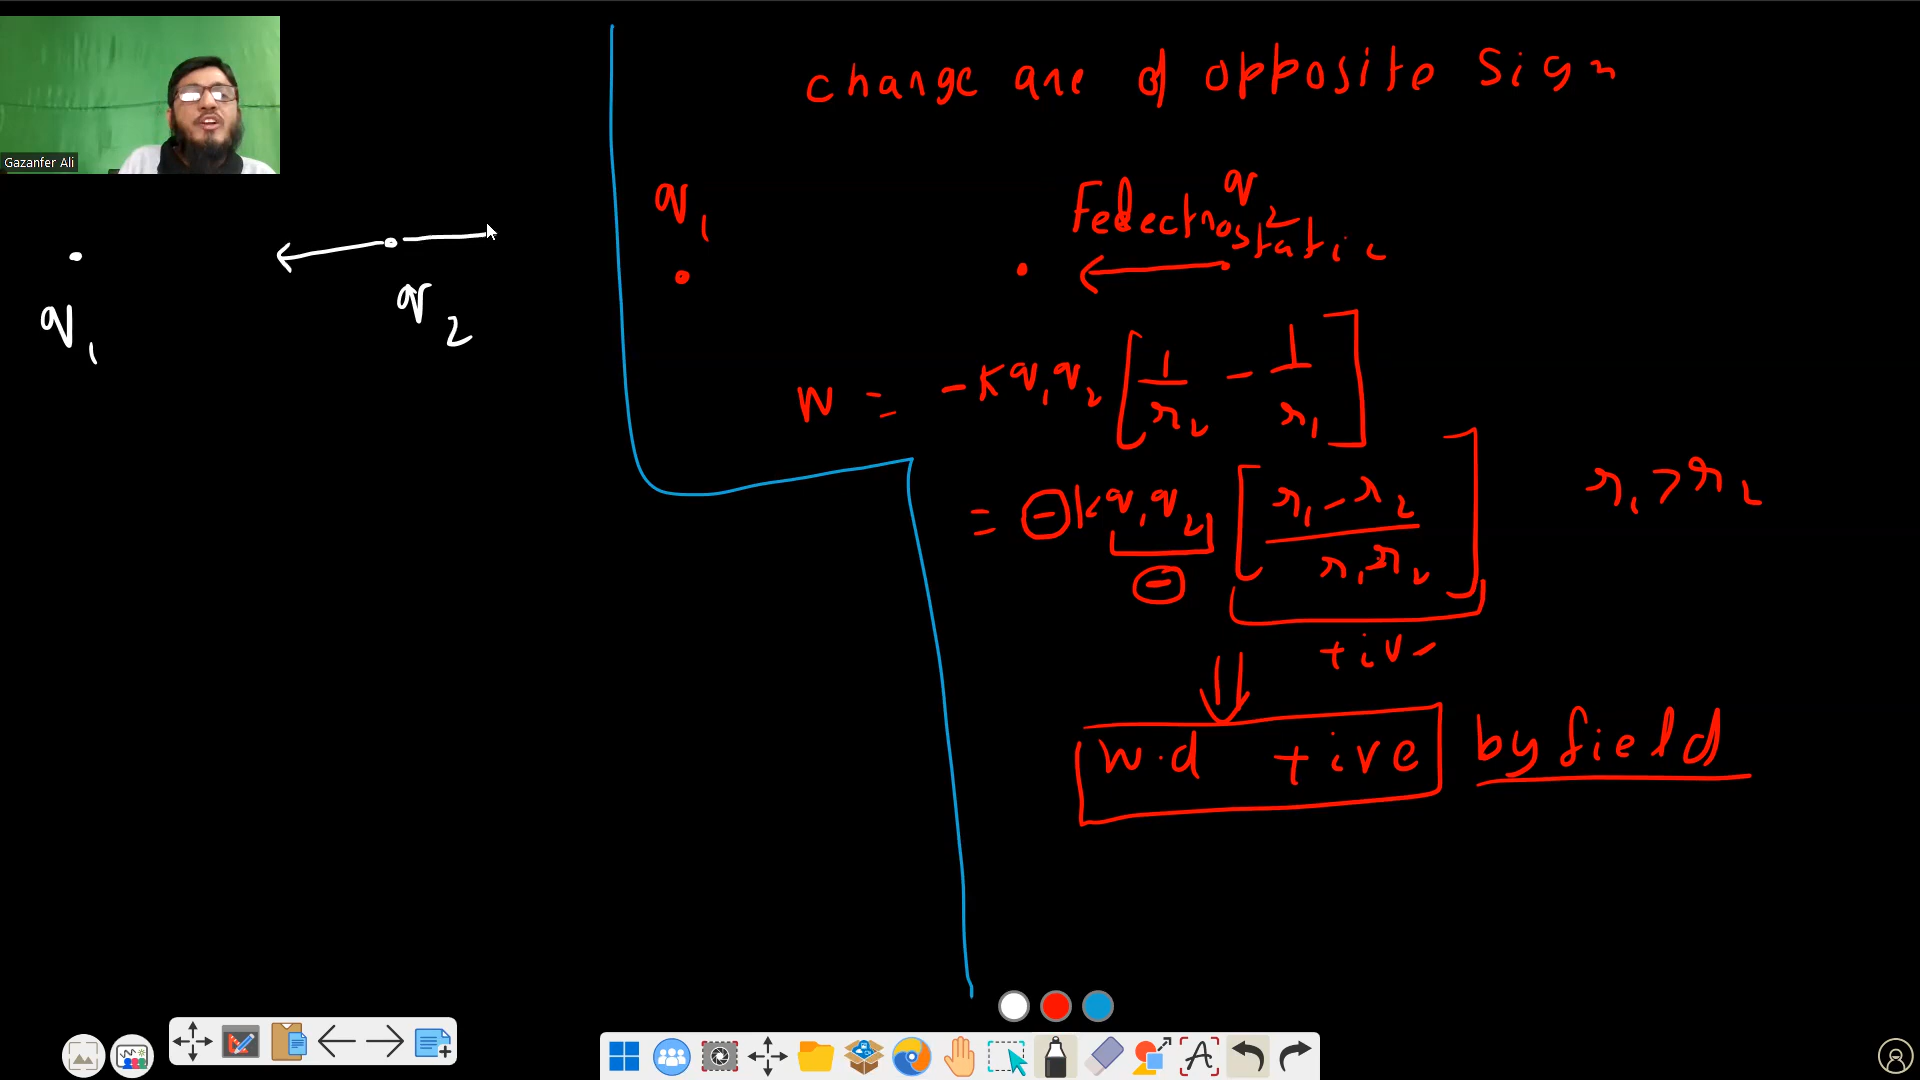 change are of opposite sign
Gazanfer Ali
q1
q2
q1
q2
Felectrostatic
W = -kq1q2 [1/r2 - 1/r1]
= ⊖kq1q2 [r1-r2/r1r2] r1>r2
⊖
+iv
w.d +ive by field